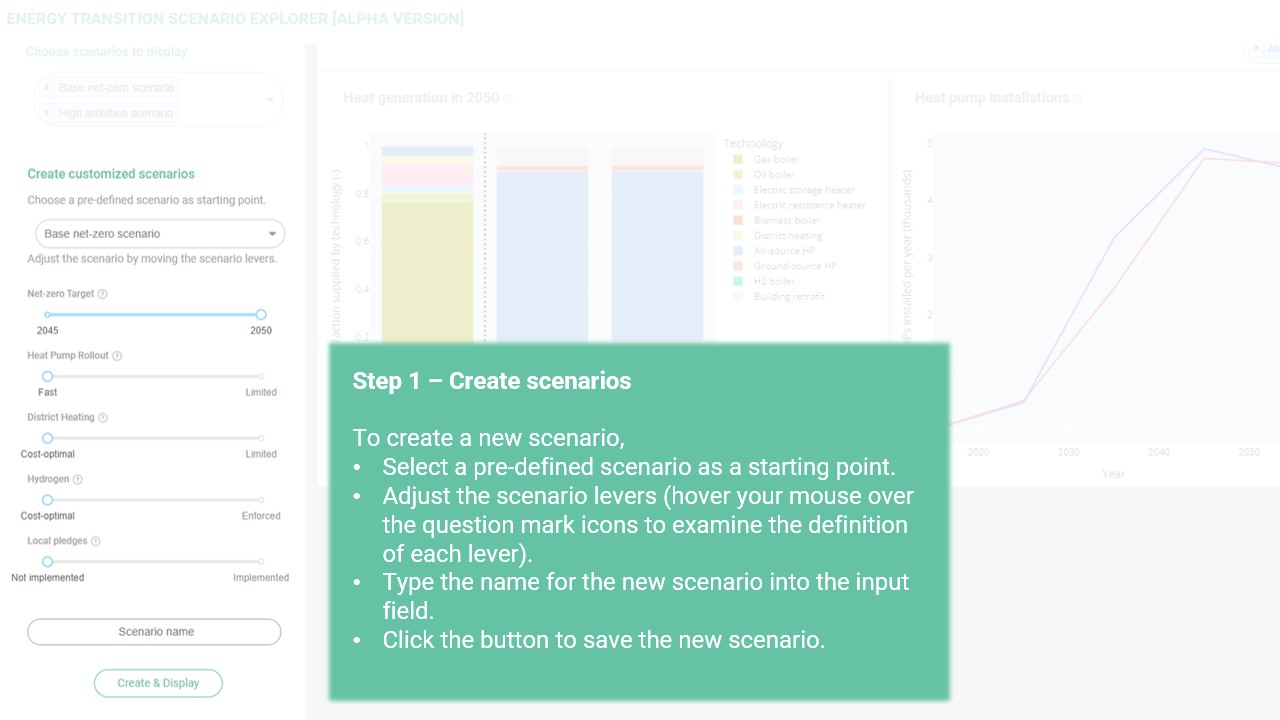 ENERGY TRANSITION SCENARIO EXPLORER [ALPHA VERSION]
Choose scenarios to display
× Base net-zero scenario
× High ambition scenario
Create customized scenarios
Choose a pre-defined scenario as starting point.
Base net-zero scenario
Adjust the scenario by moving the scenario levers.
Net-zero Target ?
2045 2050
Heat Pump Rollout ?
Fast Limited
District Heating ?
Cost-optimal Limited
Hydrogen ?
Cost-optimal Enforced
Local pledges ?
Not implemented Implemented
Scenario name
Create & Display
Heat generation in 2050 ?
raction supplied by technology (-)
1
0.8
0.6
0.4
0.2
Technology
Gas boiler
Oil boiler
Electric storage heater
Electric resistance heater
Biomass boiler
District heating
Air-source HP
Ground-source HP
H2 boiler
Building retrofit
× Ab
Heat pump installations ?
HPs installed per year (thousands)
5
4
3
2
2020 2030 2040 2050
Year
Step 1 – Create scenarios
To create a new scenario,
• Select a pre-defined scenario as a starting point.
• Adjust the scenario levers (hover your mouse over
the question mark icons to examine the definition
of each lever).
• Type the name for the new scenario into the input
field.
• Click the button to save the new scenario.